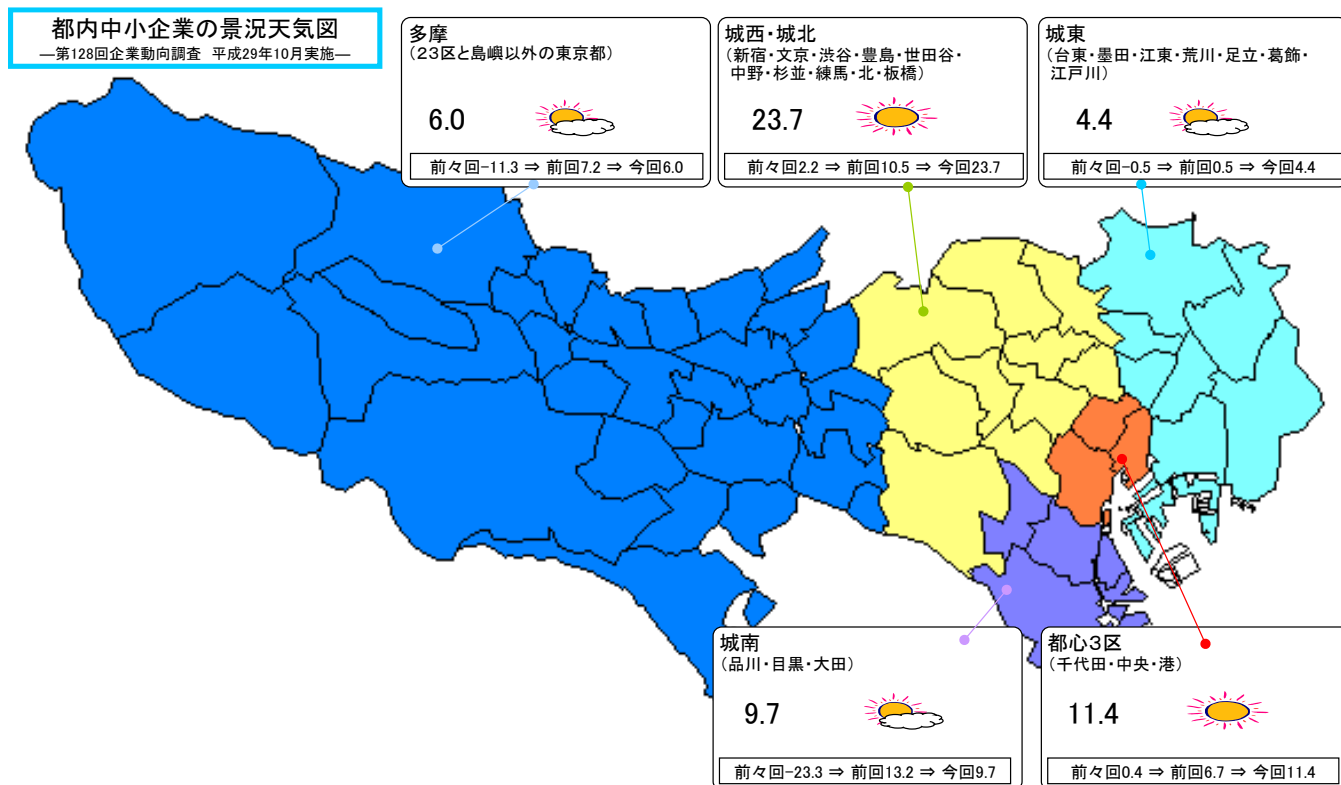 都内中小企業の景況天気図
―第128回企業動向調査 平成29年10月実施―
多摩
(23区と島嶼以外の東京都)
6.0
前々回-11.3 ⇒ 前回7.2 ⇒ 今回6.0
城西・城北
(新宿・文京・渋谷・豊島・世田谷・
中野・杉並・練馬・北・板橋)
23.7
前々回2.2 ⇒ 前回10.5 ⇒ 今回23.7
城東
(台東・墨田・江東・荒川・足立・葛飾・
江戸川)
4.4
前々回-0.5 ⇒ 前回0.5 ⇒ 今回4.4
城南
(品川・目黒・大田)
9.7
前々回-23.3 ⇒ 前回13.2 ⇒ 今回9.7
都心3区
(千代田・中央・港)
11.4
前々回0.4 ⇒ 前回6.7 ⇒ 今回11.4